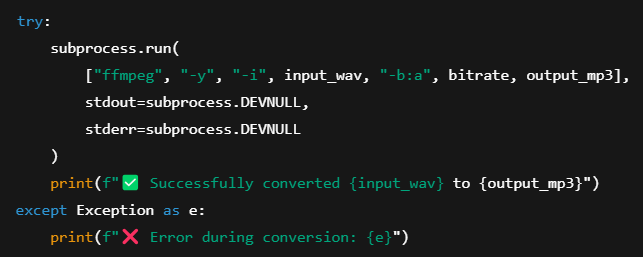 try:
    subprocess.run(
        ["ffmpeg", "-y", "-i", input_wav, "-b:a", bitrate, output_mp3],
        stdout=subprocess.DEVNULL,
        stderr=subprocess.DEVNULL
    )
    print(f"✅ Successfully converted {input_wav} to {output_mp3}")
except Exception as e:
    print(f"❌ Error during conversion: {e}")